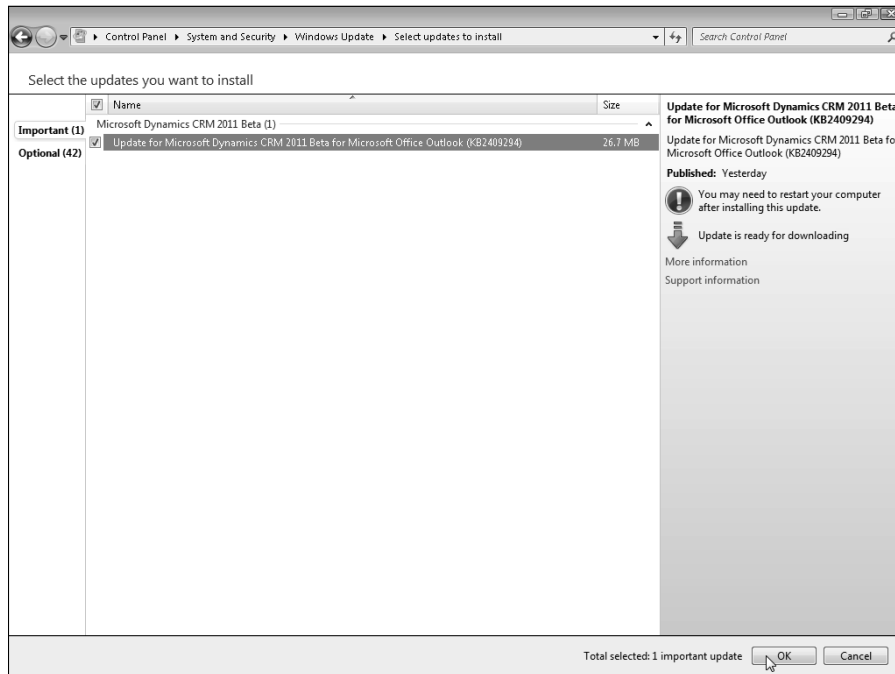 Control Panel ▸ System and Security ▸ Windows Update ▸ Select updates to install
Search Control Panel
Select the updates you want to install
Name
Size
Important (1)
Optional (42)
Microsoft Dynamics CRM 2011 Beta (1)
Update for Microsoft Dynamics CRM 2011 Beta for Microsoft Office Outlook (KB2409294) 26.7 MB
Update for Microsoft Dynamics CRM 2011 Beta
for Microsoft Office Outlook (KB2409294)
Update for Microsoft Dynamics CRM 2011 Beta fo
Microsoft Office Outlook (KB2409294)
Published: Yesterday
You may need to restart your computer
after installing this update.
Update is ready for downloading
More information
Support information
Total selected: 1 important update
OK
Cancel